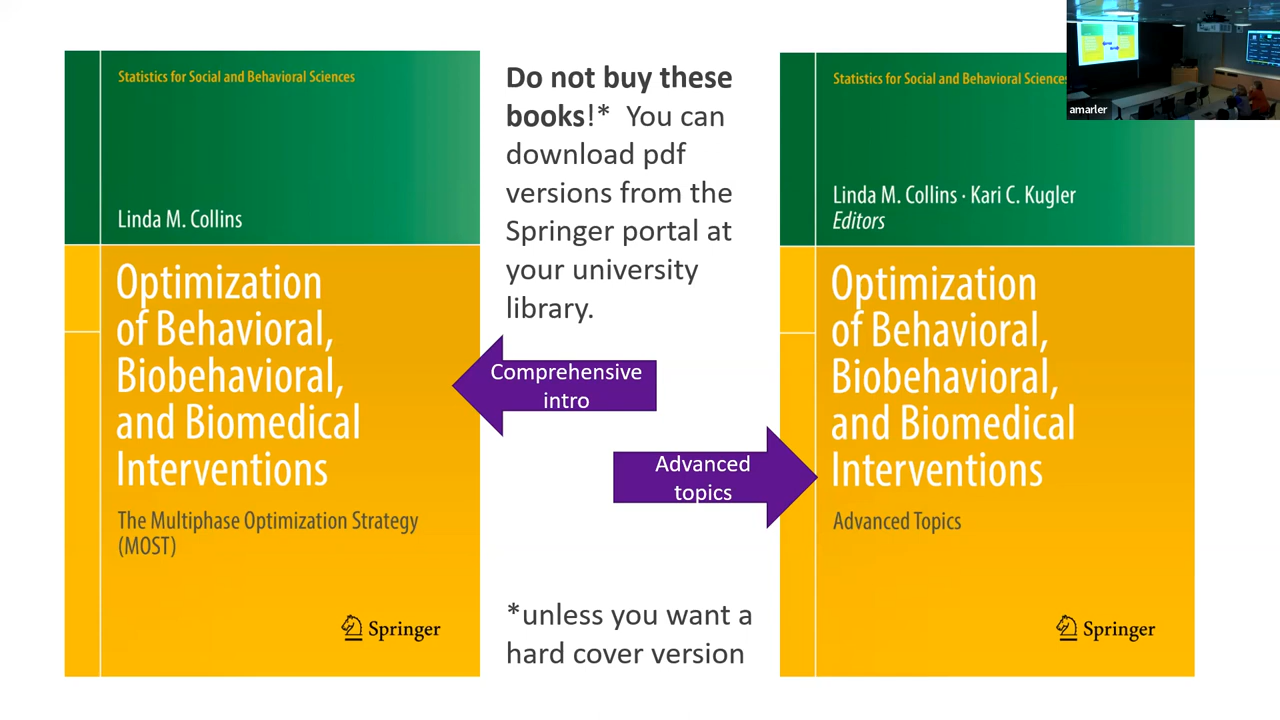 Statistics for Social and Behavioral Sciences
Linda M. Collins
Optimization
of Behavioral,
Biobehavioral,
and Biomedical
Interventions
The Multiphase Optimization Strategy
(MOST)
Springer
Do not buy these
books!* You can
download pdf
versions from the
Springer portal at
your university
library.
Comprehensive
intro
Advanced
topics
*unless you want a
hard cover version
Statistics for Social and Behavioral Sciences
Linda M. Collins · Kari C. Kugler
Editors
Optimization
of Behavioral,
Biobehavioral,
and Biomedical
Interventions
Advanced Topics
Springer
amarler